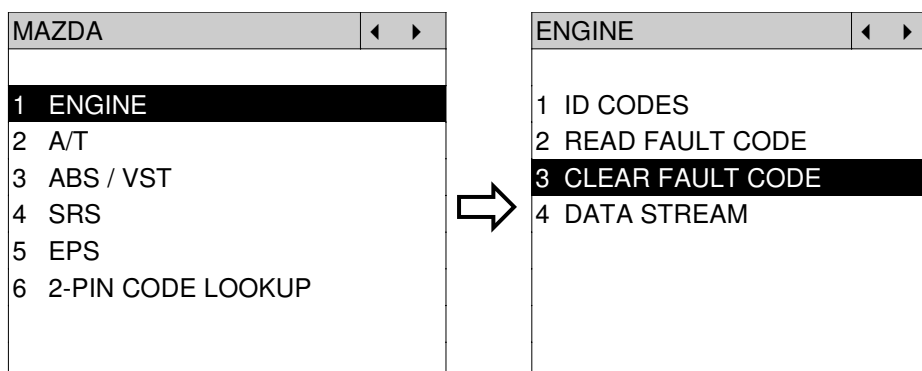 MAZDA
1 ENGINE
2 A/T
3 ABS / VST
4 SRS
5 EPS
6 2-PIN CODE LOOKUP
ENGINE
1 ID CODES
2 READ FAULT CODE
3 CLEAR FAULT CODE
4 DATA STREAM